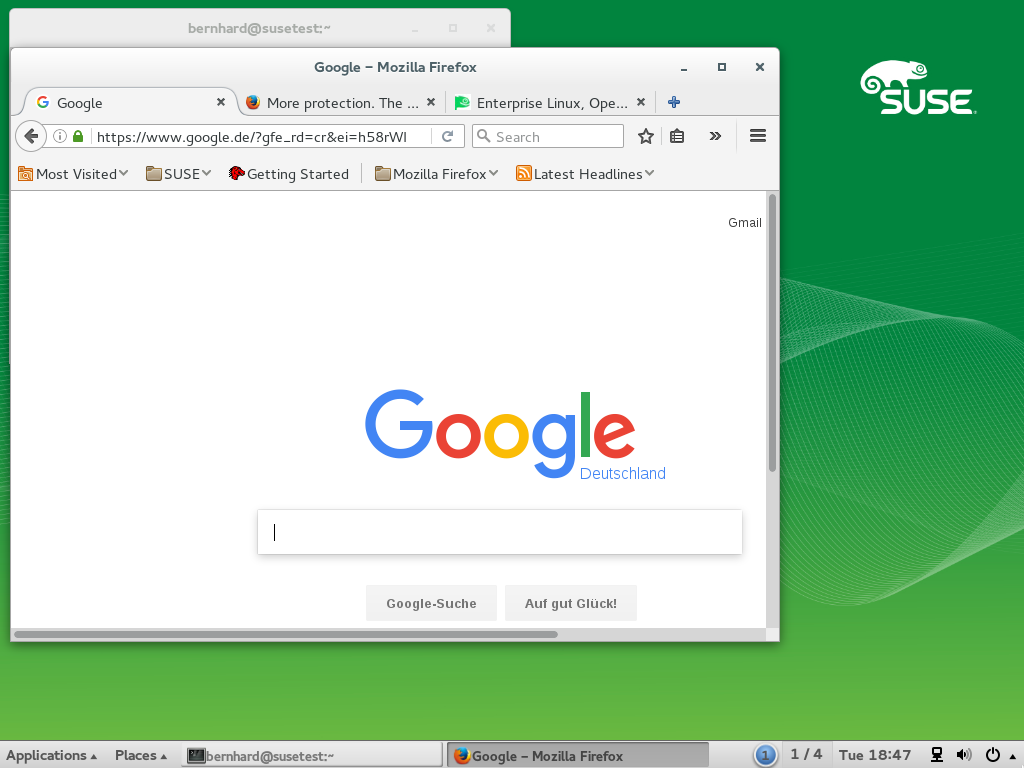 bernhard@susetest:~
Google – Mozilla Firefox
Google
More protection. The ...
Enterprise Linux, Ope...
https://www.google.de/?gfe_rd=cr&ei=h58rWI
Search
Most Visited
SUSE
Getting Started
Mozilla Firefox
Latest Headlines
SUSE
Gmail
Google
Deutschland
Google-Suche
Auf gut Glück!
Applications
Places
bernhard@susetest:~
Google – Mozilla Firefox
1
1 / 4
Tue 18:47